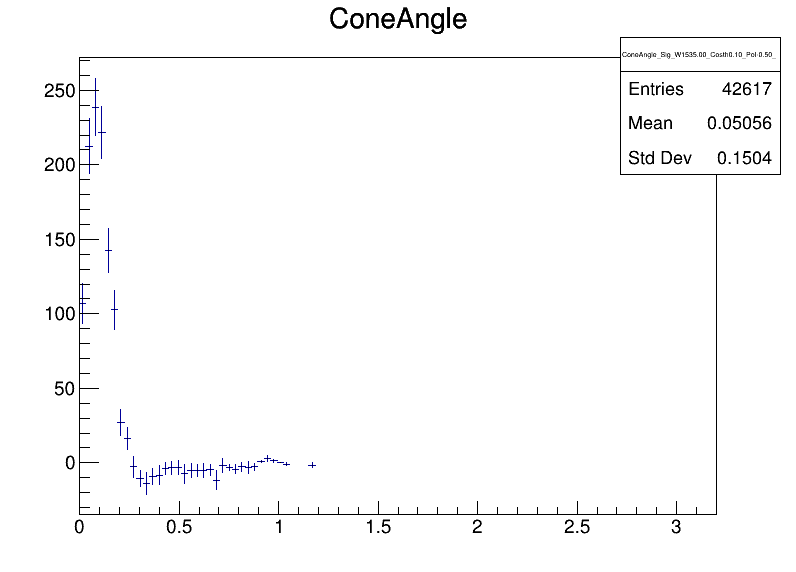 ConeAngle
ConeAngle_Sig_W1535.00_Costh0.10_Pol-0.50_
Entries 42617
Mean 0.05056
Std Dev 0.1504
250
200
150
100
50
0
0 0.5 1 1.5 2 2.5 3